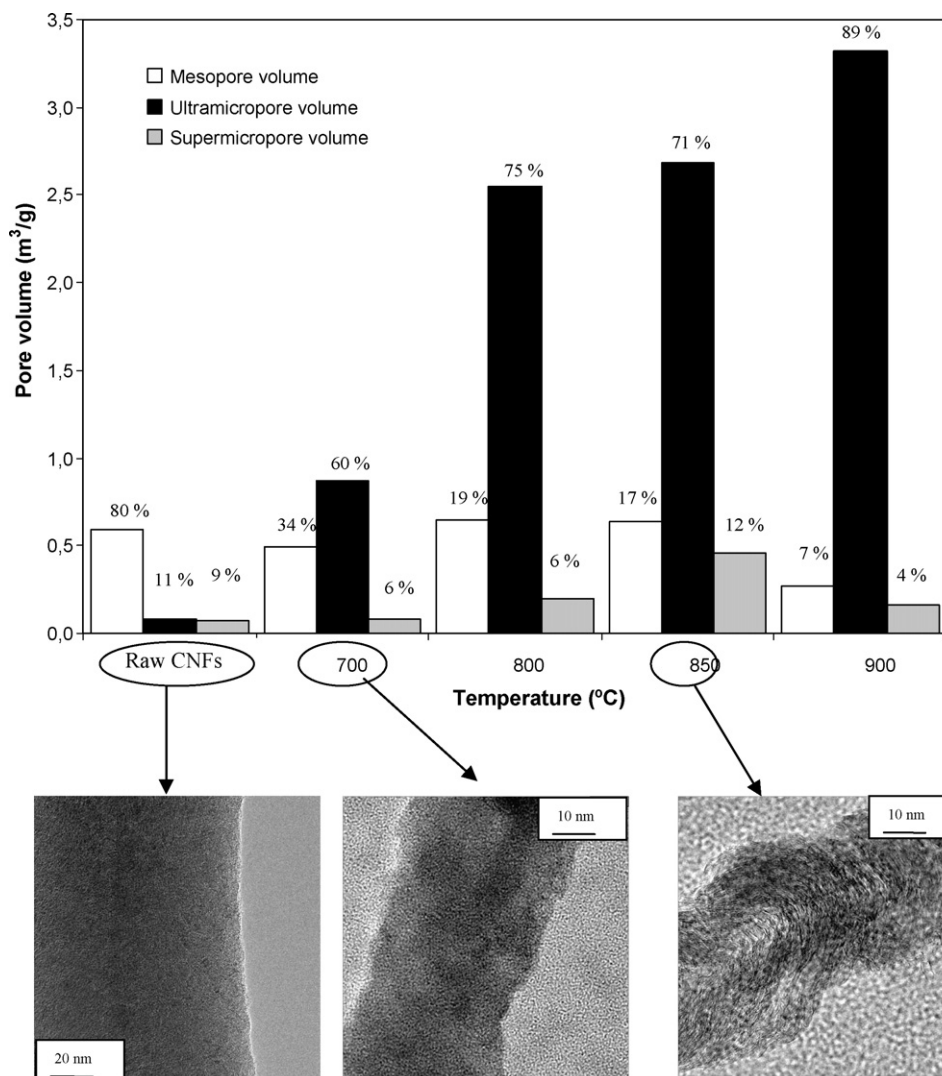 3,5
3,0
2,5
2,0
1,5
1,0
0,5
0,0
Pore volume (m³/g)
Mesopore volume
Ultramicropore volume
Supermicropore volume
80 %
11 %
9 %
34 %
60 %
6 %
19 %
75 %
6 %
17 %
71 %
12 %
7 %
89 %
4 %
Raw CNFs 700 800 850 900
Temperature (ºC)
20 nm
10 nm
10 nm